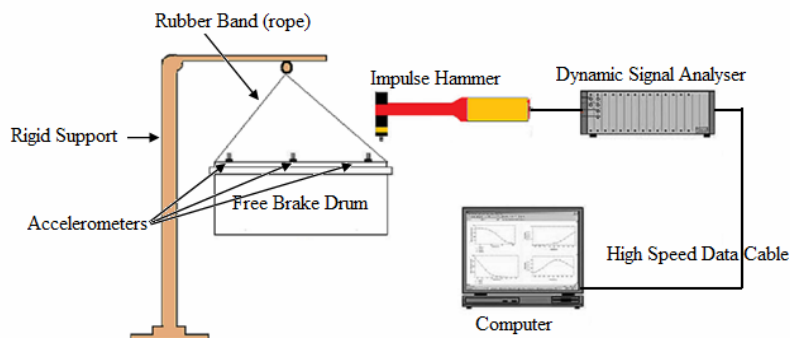 Rubber Band (rope)
Impulse Hammer
Dynamic Signal Analyser
Rigid Support
Accelerometers
Free Brake Drum
High Speed Data Cable
Computer